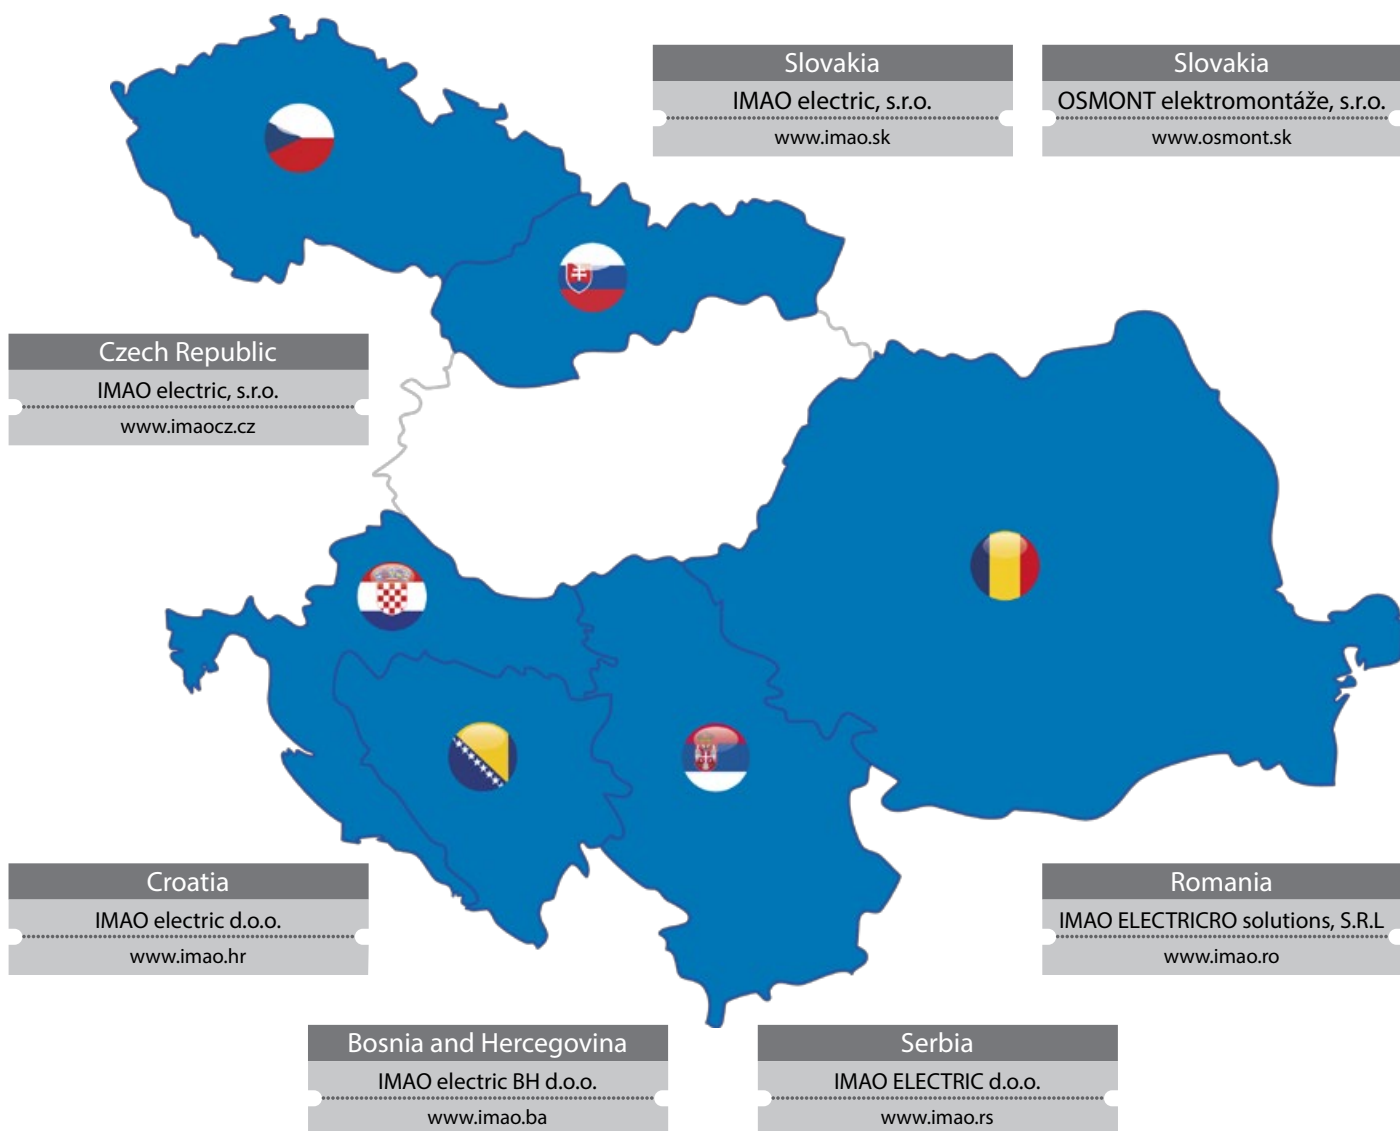 Slovakia
IMAO electric, s.r.o.
www.imao.sk
Slovakia
OSMONT elektromontáže, s.r.o.
www.osmont.sk
Czech Republic
IMAO electric, s.r.o.
www.imaocz.cz
Croatia
IMAO electric d.o.o.
www.imao.hr
Romania
IMAO ELECTRICRO solutions, S.R.L
www.imao.ro
Bosnia and Hercegovina
IMAO electric BH d.o.o.
www.imao.ba
Serbia
IMAO ELECTRIC d.o.o.
www.imao.rs